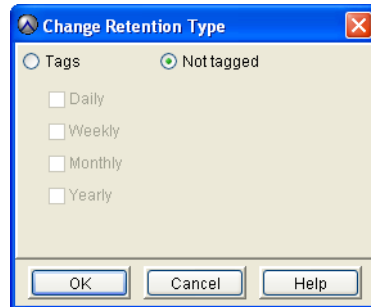 Change Retention Type
Tags Not tagged
Daily
Weekly
Monthly
Yearly
OK Cancel Help